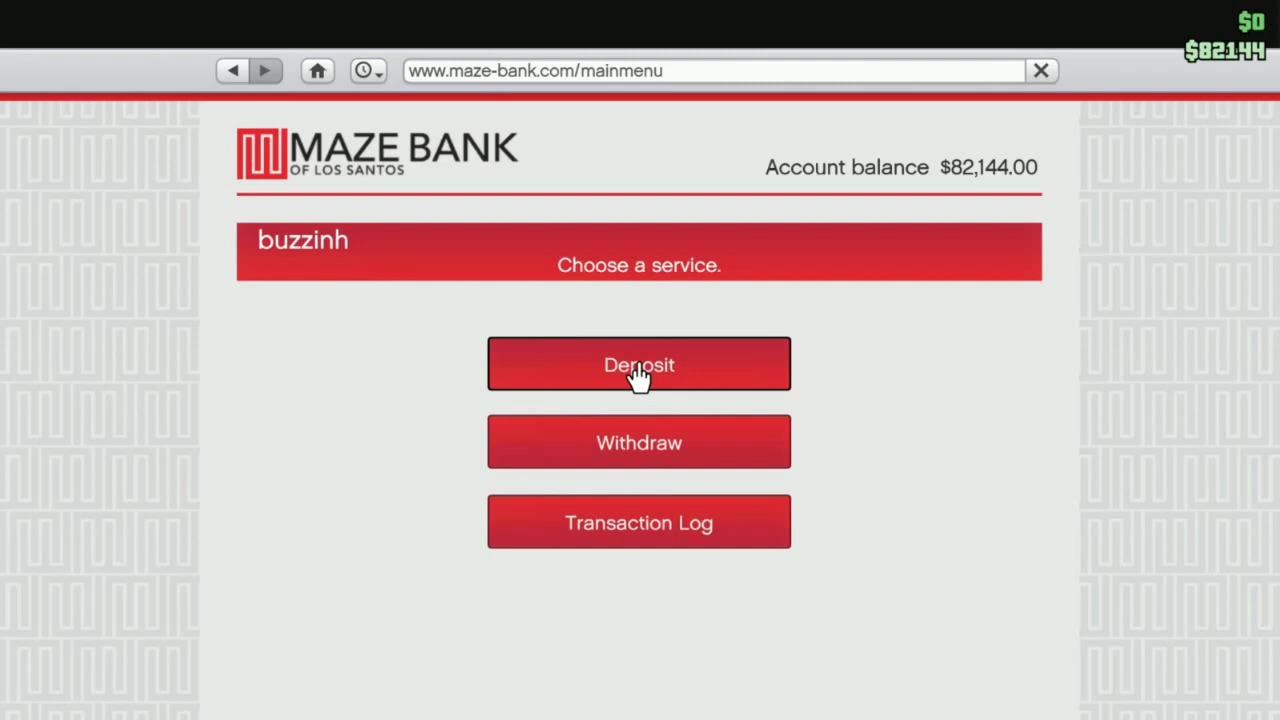 $0
$82144
www.maze-bank.com/mainmenu
MAZE BANK
OF LOS SANTOS
Account balance $82,144.00
buzzinh
Choose a service.
Deposit
Withdraw
Transaction Log